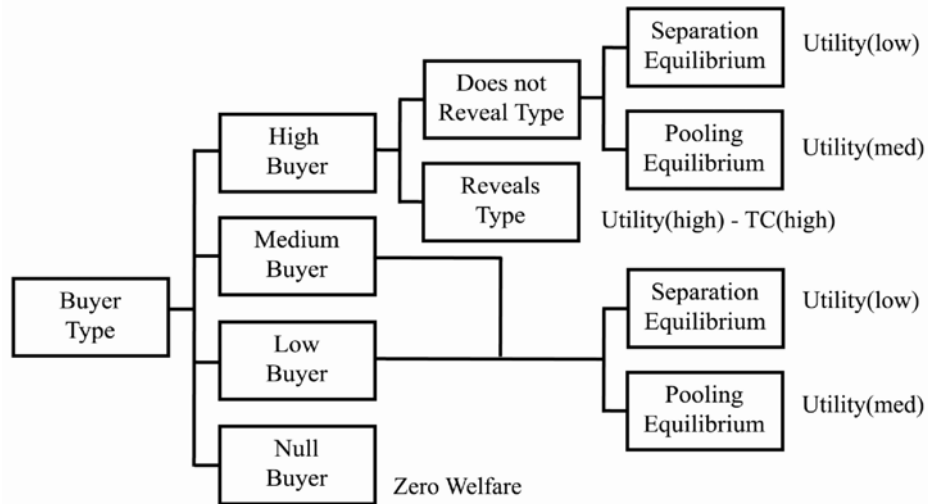 Separation
Equilibrium
Utility(low)
Does not
Reveal Type
High
Buyer
Pooling
Equilibrium
Utility(med)
Reveals
Type
Utility(high) - TC(high)
Medium
Buyer
Buyer
Type
Separation
Equilibrium
Utility(low)
Low
Buyer
Pooling
Equilibrium
Utility(med)
Null
Buyer
Zero Welfare